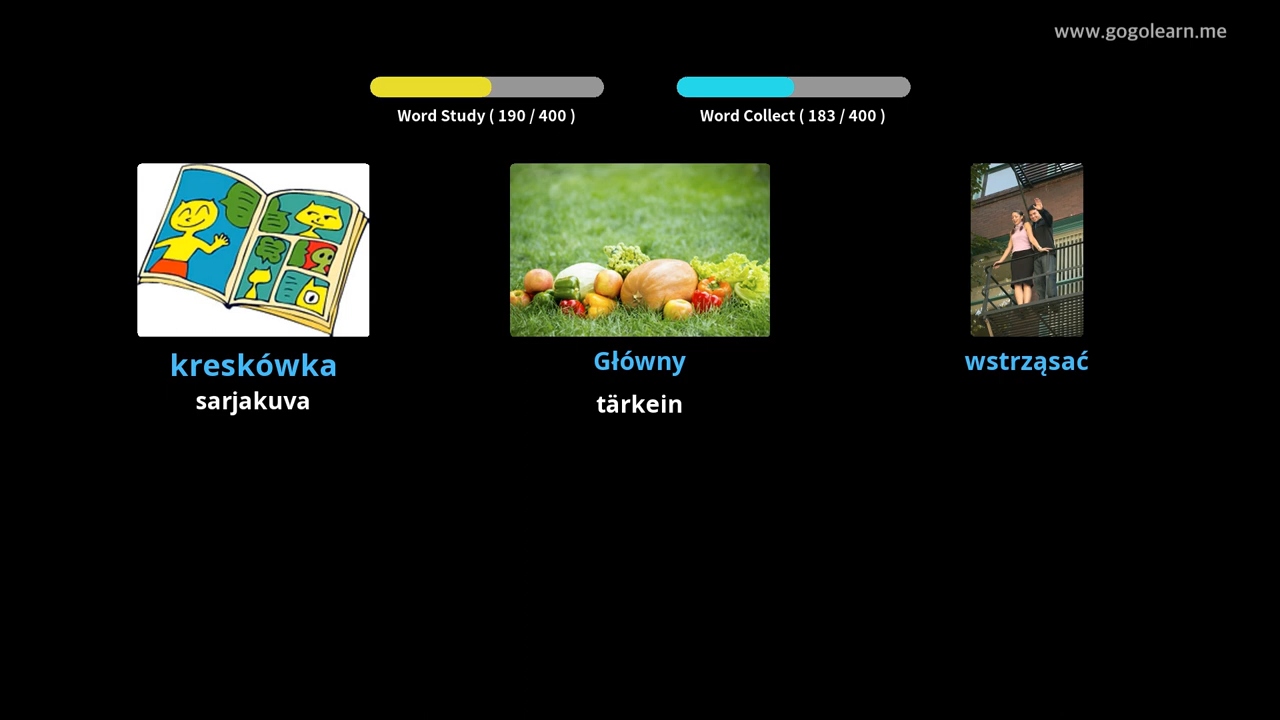 www.gogolearn.me
Word Study ( 190 / 400 )
Word Collect ( 183 / 400 )
kreskówka
sarjakuva
Główny
tärkein
wstrząsać